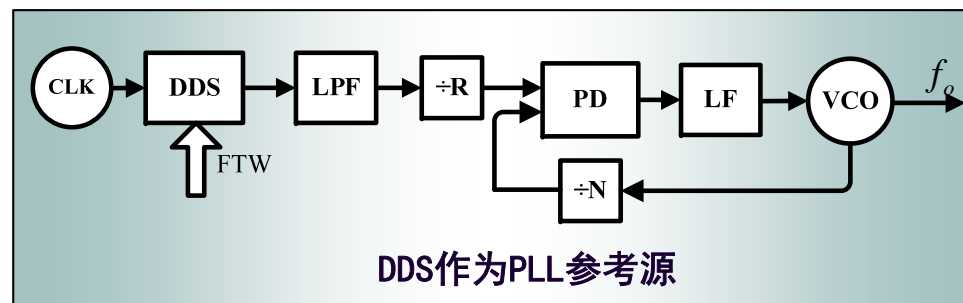 CLK
DDS
LPF
÷R
PD
LF
VCO
fo
FTW
÷N
DDS作为PLL参考源